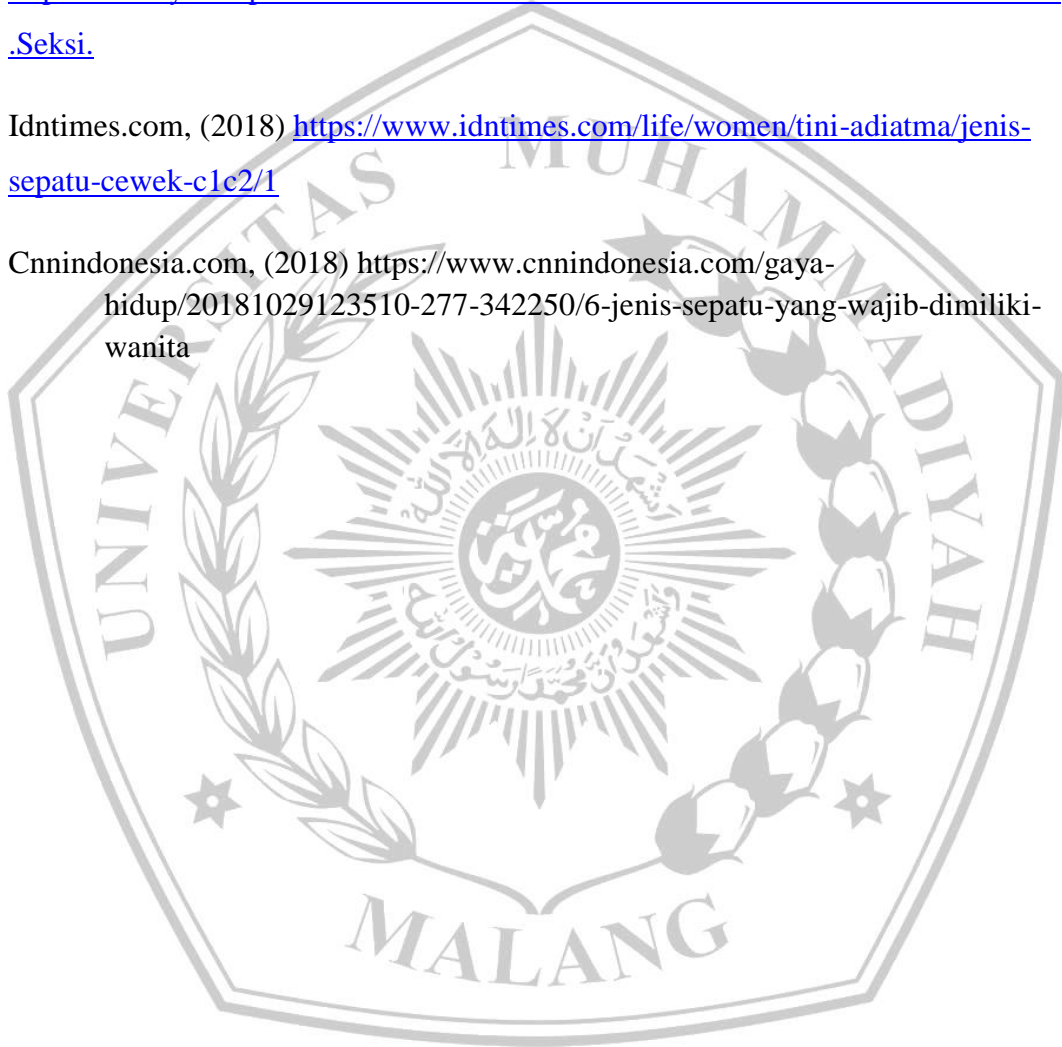 .Seksi.
Idntimes.com, (2018) https://www.idntimes.com/life/women/tini-adiatma/jenis-
sepatu-cewek-c1c2/1
Cnnindonesia.com, (2018) https://www.cnnindonesia.com/gaya-
hidup/20181029123510-277-342250/6-jenis-sepatu-yang-wajib-dimiliki-
wanita
UNIVERSITAS MUHAMMADIYAH
MALANG